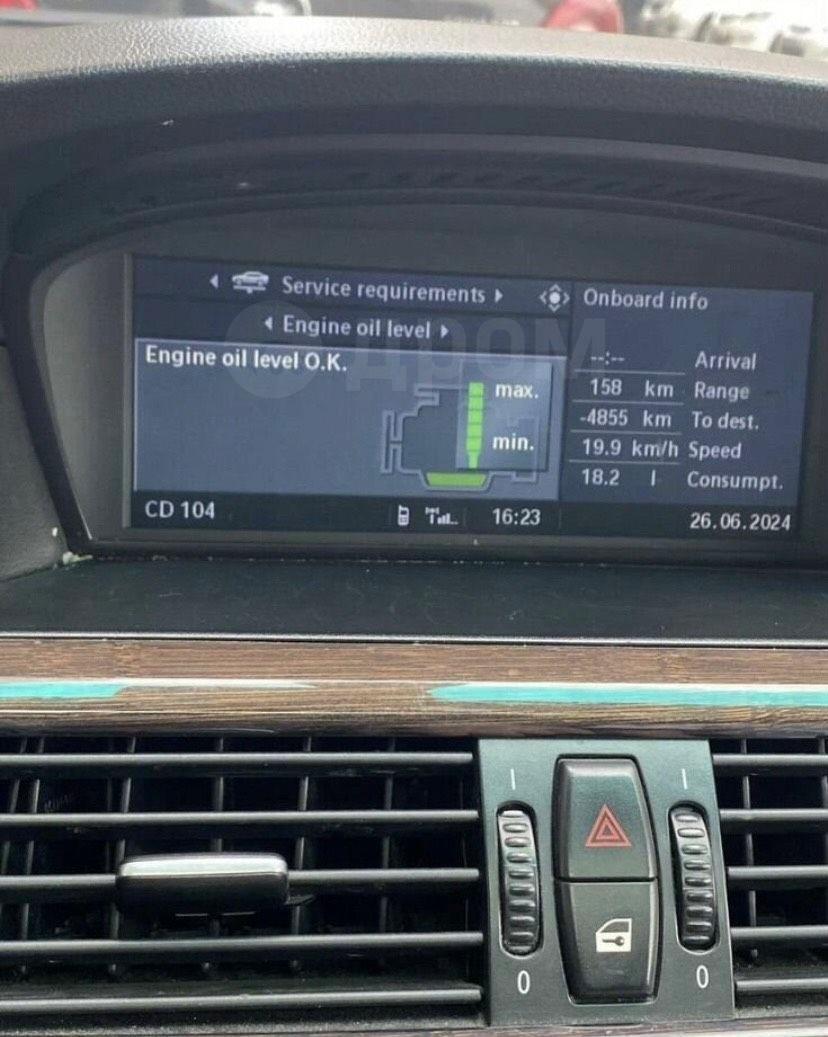 Service requirements
Onboard info
Engine oil level
Engine oil level O.K.
max.
min.
--:-- Arrival
158 km Range
-4855 km To dest.
19.9 km/h Speed
18.2 l Consumpt.
CD 104
16:23
26.06.2024
дром
I
I
0
0